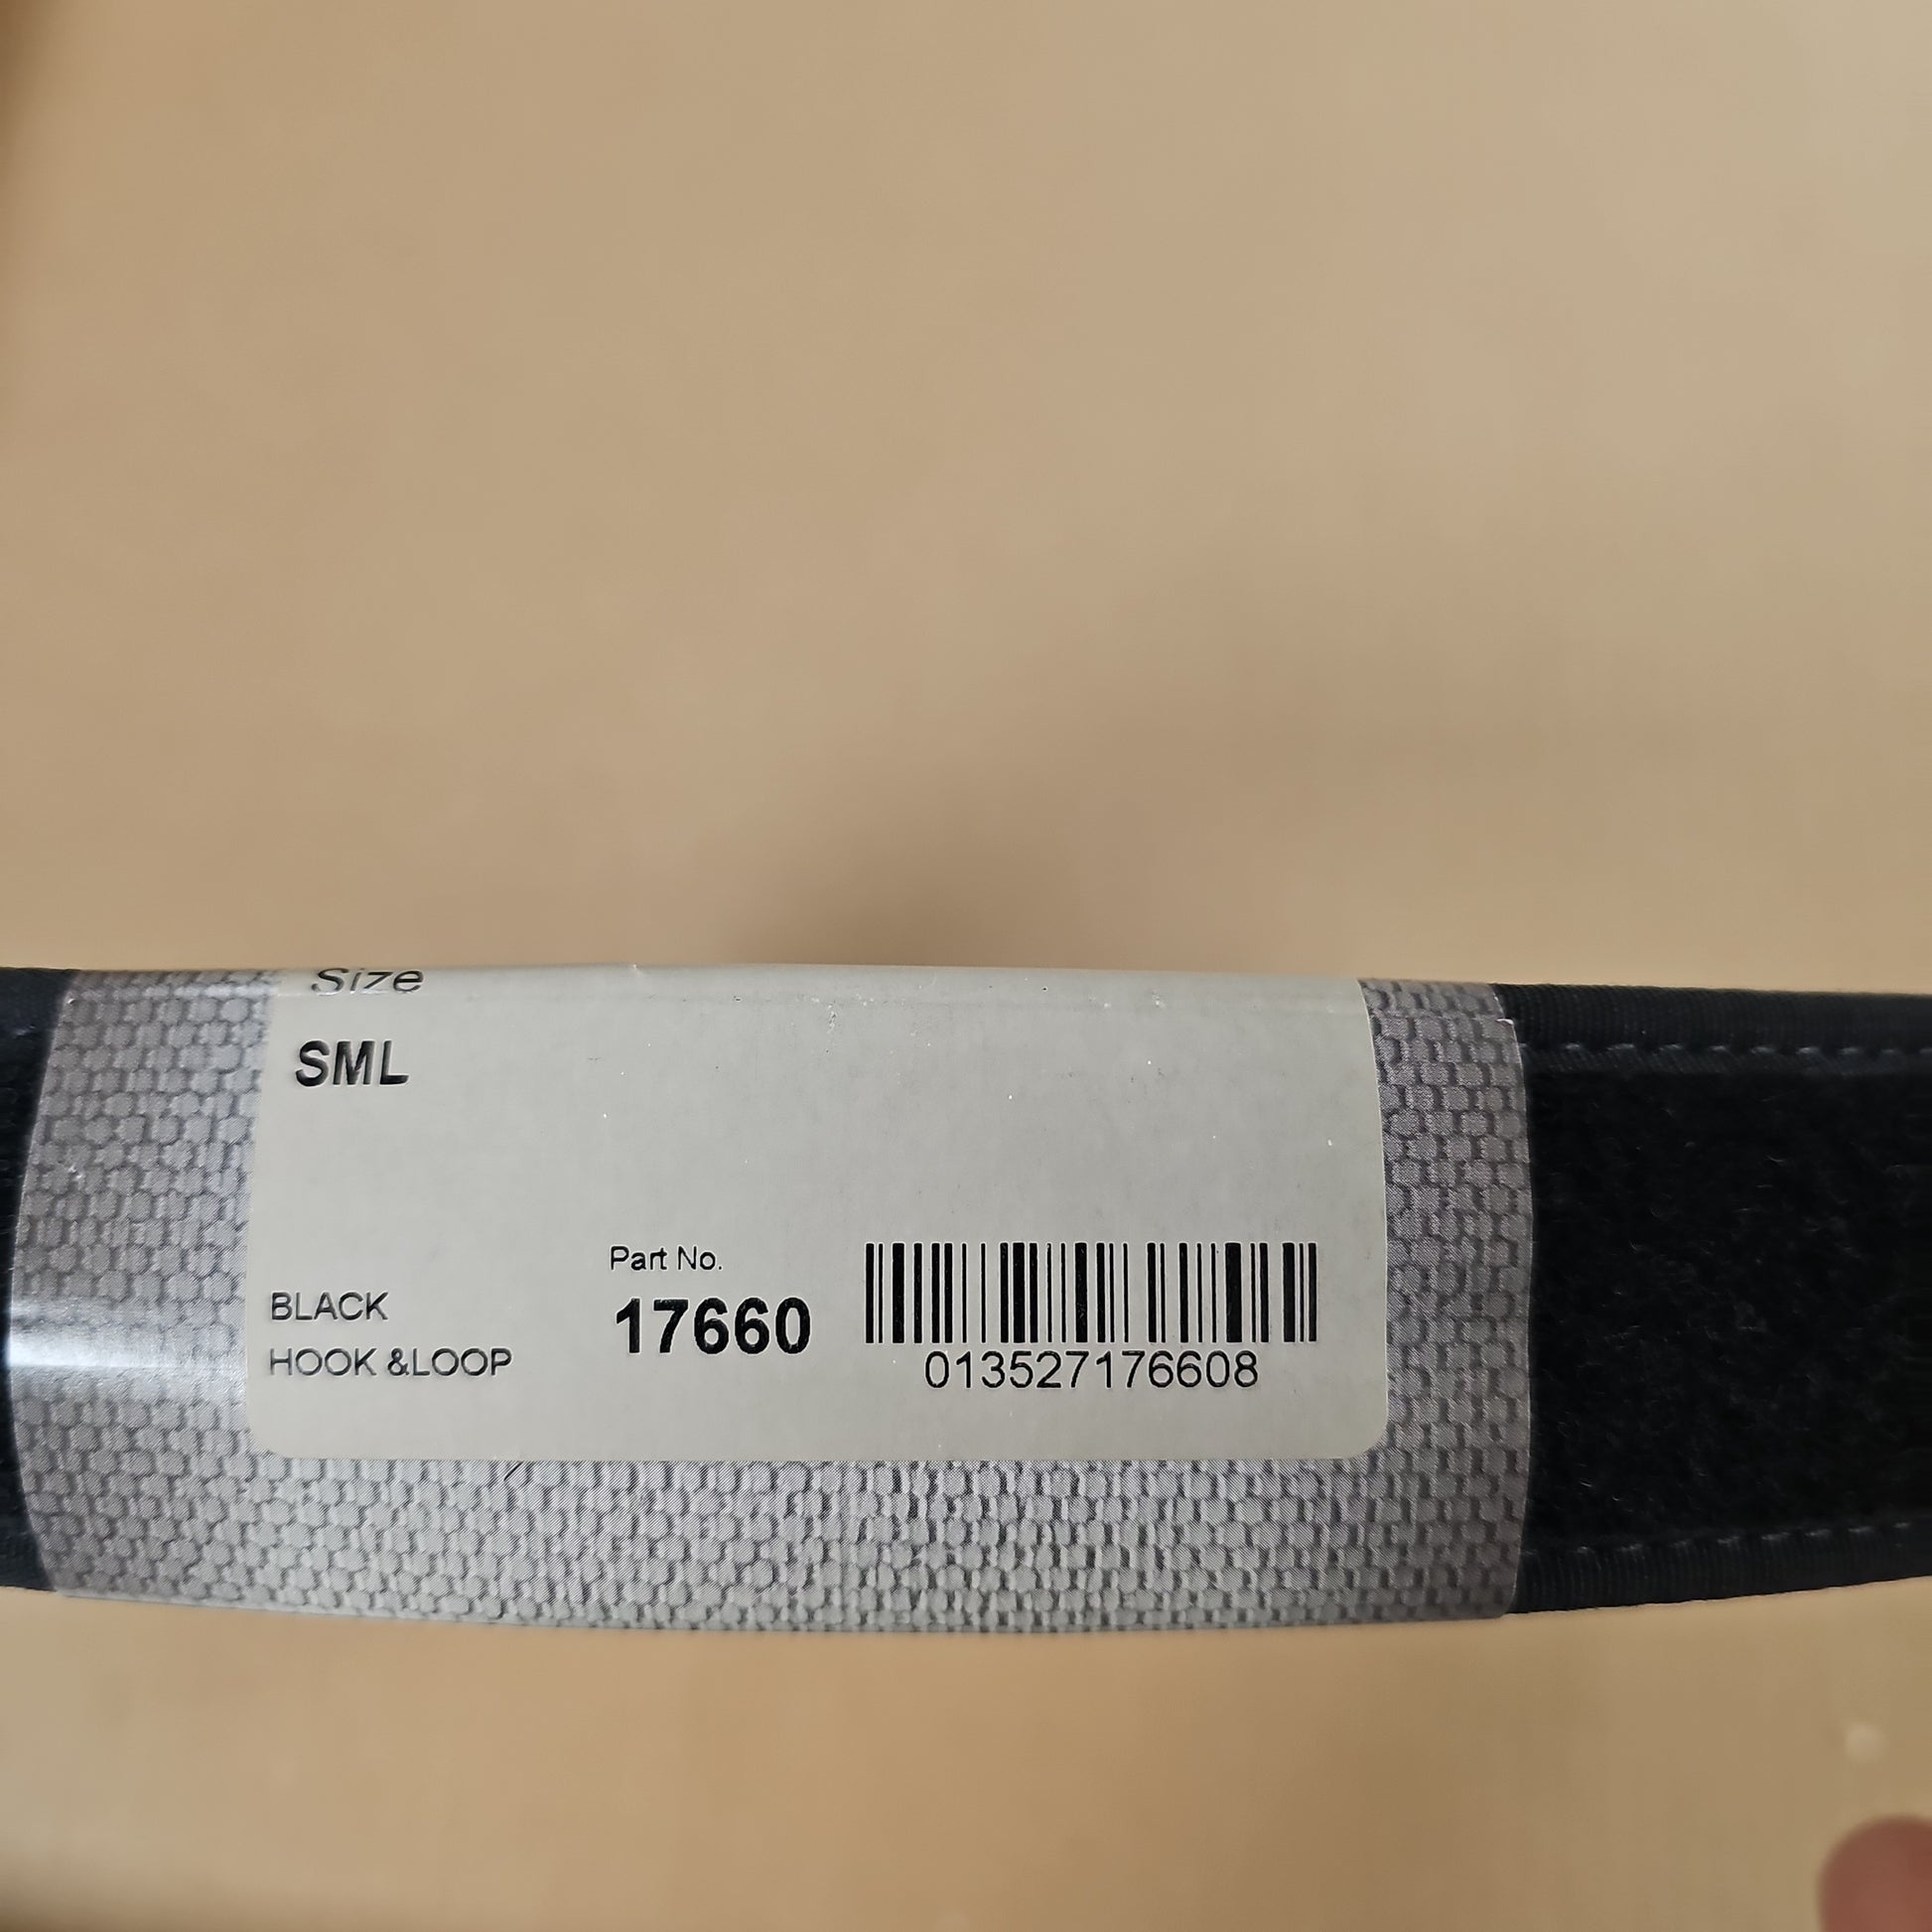 Size
SML
BLACK
HOOK &LOOP
Part No.
17660
013527176608